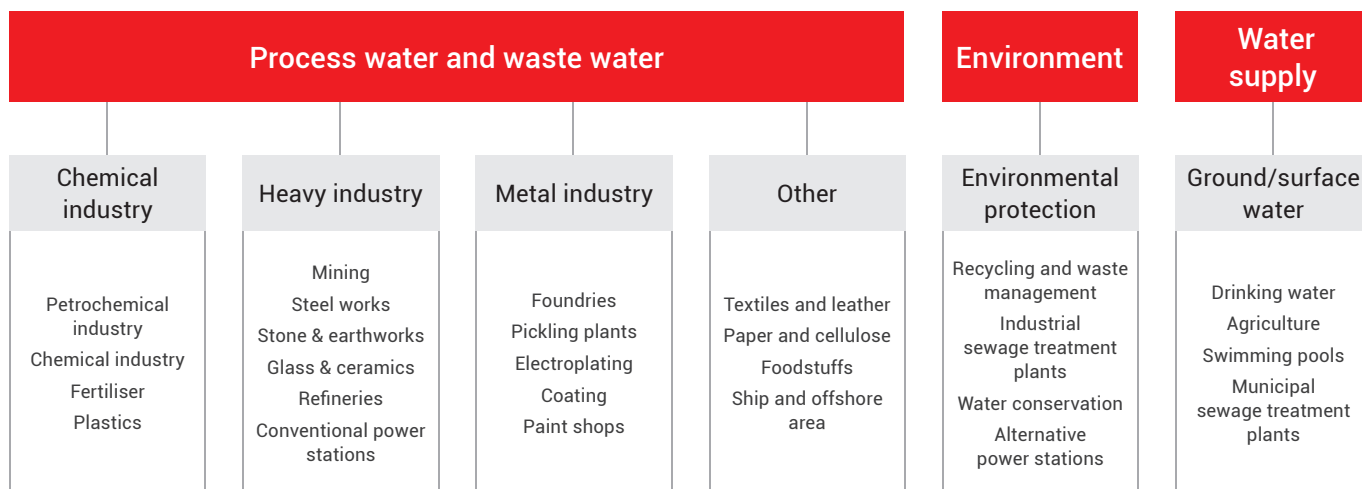 Process water and waste water
Environment
Water
supply
Chemical
industry
Heavy industry
Metal industry
Other
Environmental
protection
Ground/surface
water
Petrochemical
industry
Chemical industry
Fertiliser
Plastics
Mining
Steel works
Stone & earthworks
Glass & ceramics
Refineries
Conventional power
stations
Foundries
Pickling plants
Electroplating
Coating
Paint shops
Textiles and leather
Paper and cellulose
Foodstuffs
Ship and offshore
area
Recycling and waste
management
Industrial
sewage treatment
plants
Water conservation
Alternative
power stations
Drinking water
Agriculture
Swimming pools
Municipal
sewage treatment
plants